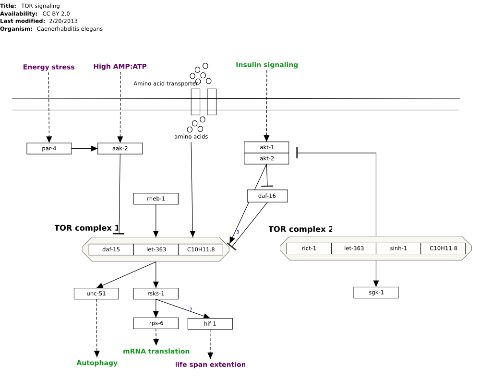 Title: TOR signaling
Availability: CC BY 2.0
Last modified: 2/20/2013
Organism: Caenorhabditis elegans
Energy stress
High AMP:ATP
Insulin signaling
Amino acid transporter
amino acids
par-4
aak-2
akt-1
akt-2
daf-16
rheb-1
TOR complex 1
TOR complex 2
?
daf-15
let-363
C10H11.8
rict-1
let-363
sinh-1
C10H11.8
unc-51
rsks-1
sgk-1
?
rps-6
hif-1
mRNA translation
Autophagy
life span extention